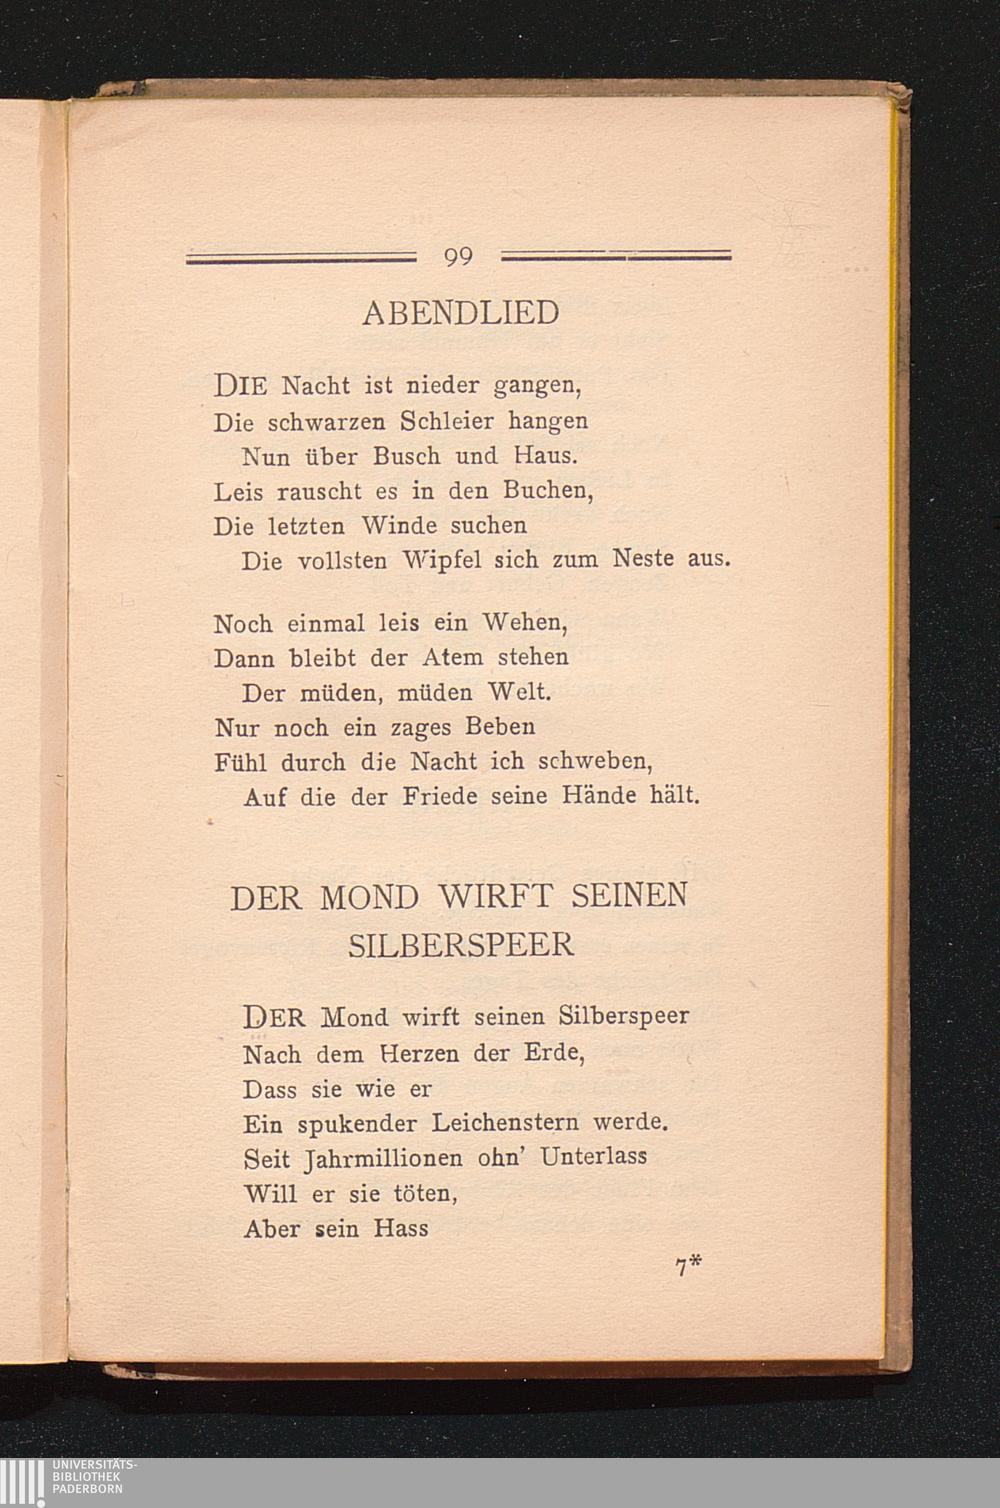 99
ABENDLIED
DIE Nacht ist nieder gangen,
Die schwarzen Schleier hangen
Nun über Busch und Haus.
Leis rauscht es in den Buchen,
Die letzten Winde suchen
Die vollsten Wipfel sich zum Neste aus.
Noch einmal leis ein Wehen,
Dann bleibt der Atem stehen
Der müden, müden Welt.
Nur noch ein zages Beben
Fühl durch die Nacht ich schweben,
Auf die der Friede seine Hände hält.
DER MOND WIRFT SEINEN
SILBERSPEER
DER Mond wirft seinen Silberspeer
Nach dem Herzen der Erde,
Dass sie wie er
Ein spukender Leichenstern werde.
Seit Jahrmillionen ohn' Unterlass
Will er sie töten,
Aber sein Hass
7*
UNIVERSITÄTS-
BIBLIOTHEK
PADERBORN